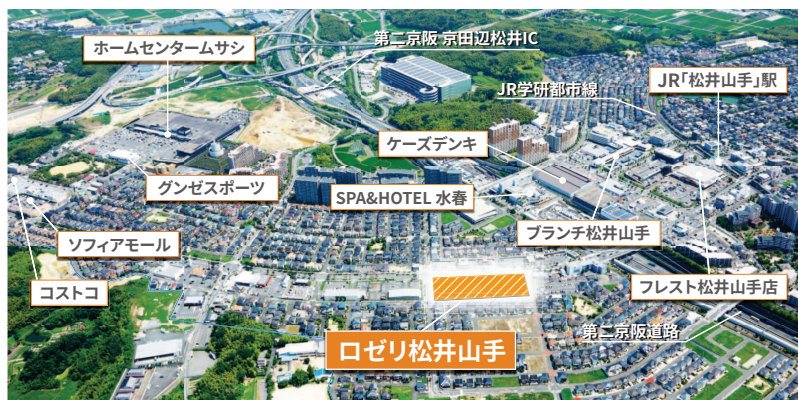 ホームセンタームサシ
第二京阪 京田辺松井IC
JR学研都市線
JR「松井山手」駅
ケーズデンキ
グンゼスポーツ
SPA&HOTEL 水春
ブランチ松井山手
ソフィアモール
コストコ
フレスト松井山手店
第二京阪道路
ロゼリ松井山手